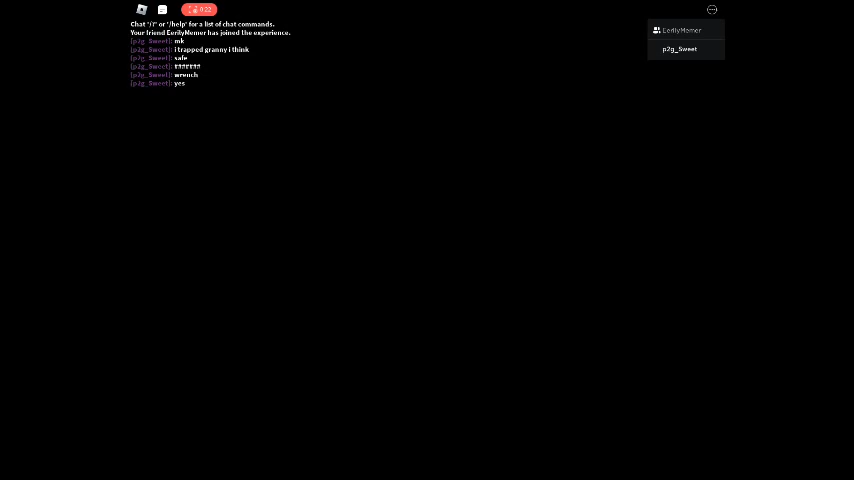 0:22
Chat '/?' or '/help' for a list of chat commands.
Your friend EerilyMemer has joined the experience.
[p2g_Sweet]: mk
[p2g_Sweet]: i trapped granny i think
[p2g_Sweet]: safe
[p2g_Sweet]: #######
[p2g_Sweet]: wrench
[p2g_Sweet]: yes
EerilyMemer
p2g_Sweet